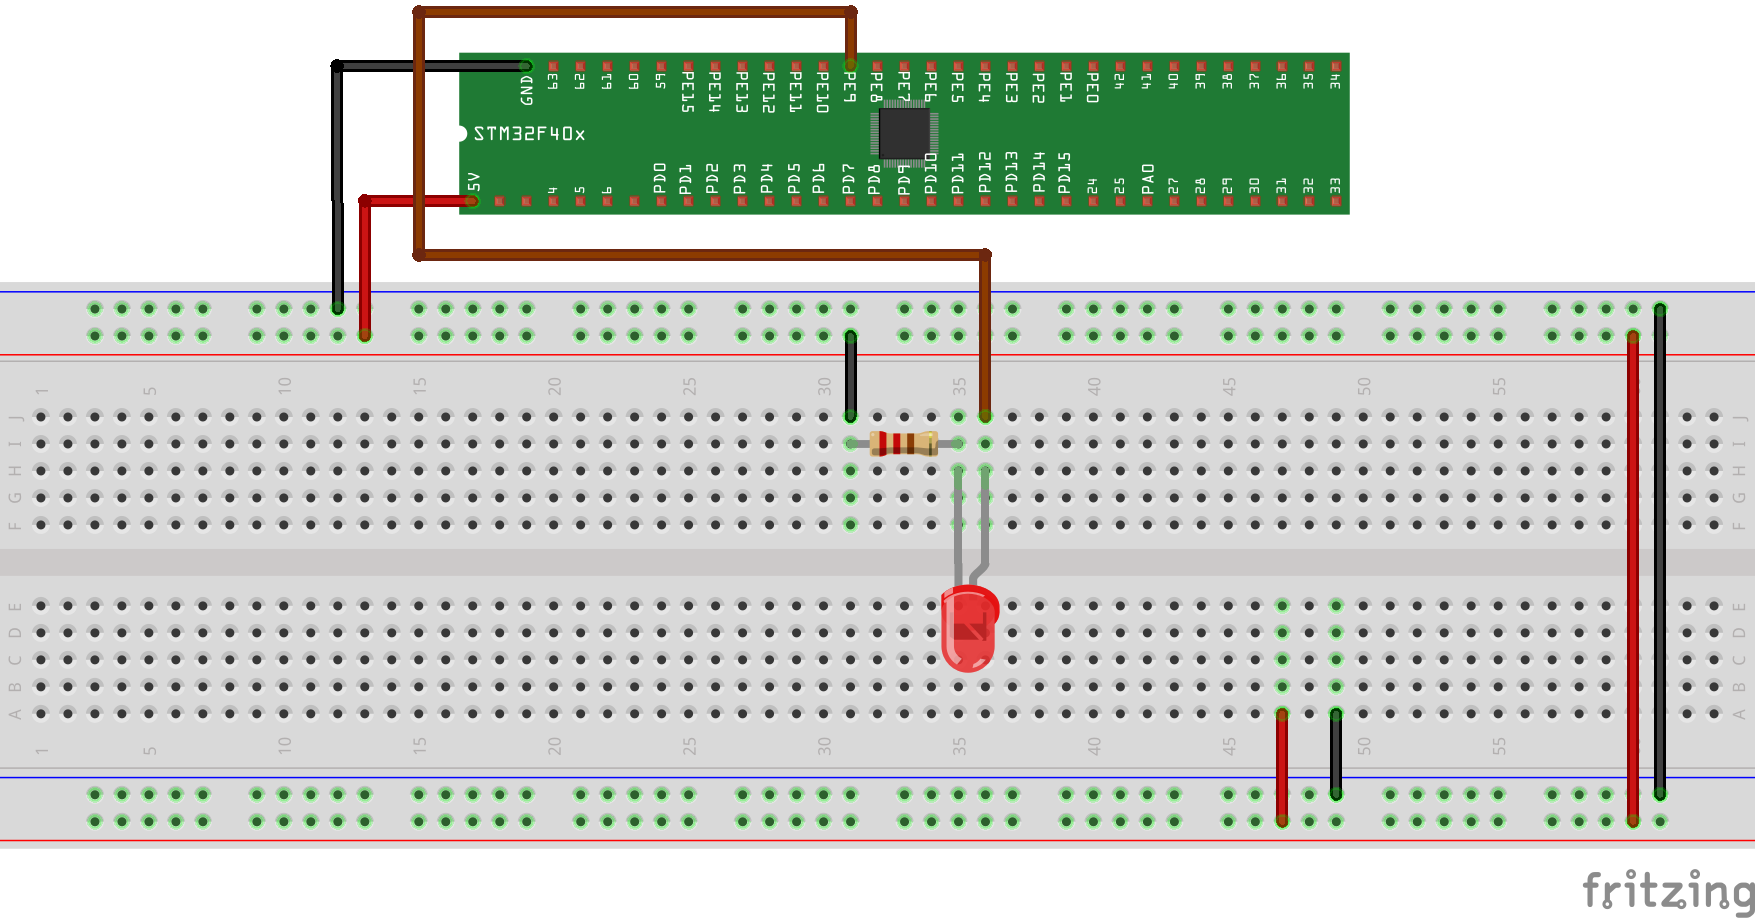 GND 63 62 61 60 59 PE15 PE14 PE13 PE12 PE11 PE10 PE9 PE8 PE7 PE6 PE5 PE4 PE3 PE2 PE1 PE0 42 41 40 39 38 37 36 35 34
STM32F40x
5V 4 5 6 PD0 PD1 PD2 PD3 PD4 PD5 PD6 PD7 PD8 PD9 PD10 PD11 PD12 PD13 PD14 PD15 24 25 PA0 27 28 29 30 31 32 33
1 5 10 15 20 25 30 35 40 45 50 55
J J
I I
H H
G G
F F
E E
D D
C C
B B
A A
1 5 10 15 20 25 30 35 40 45 50 55
fritzing